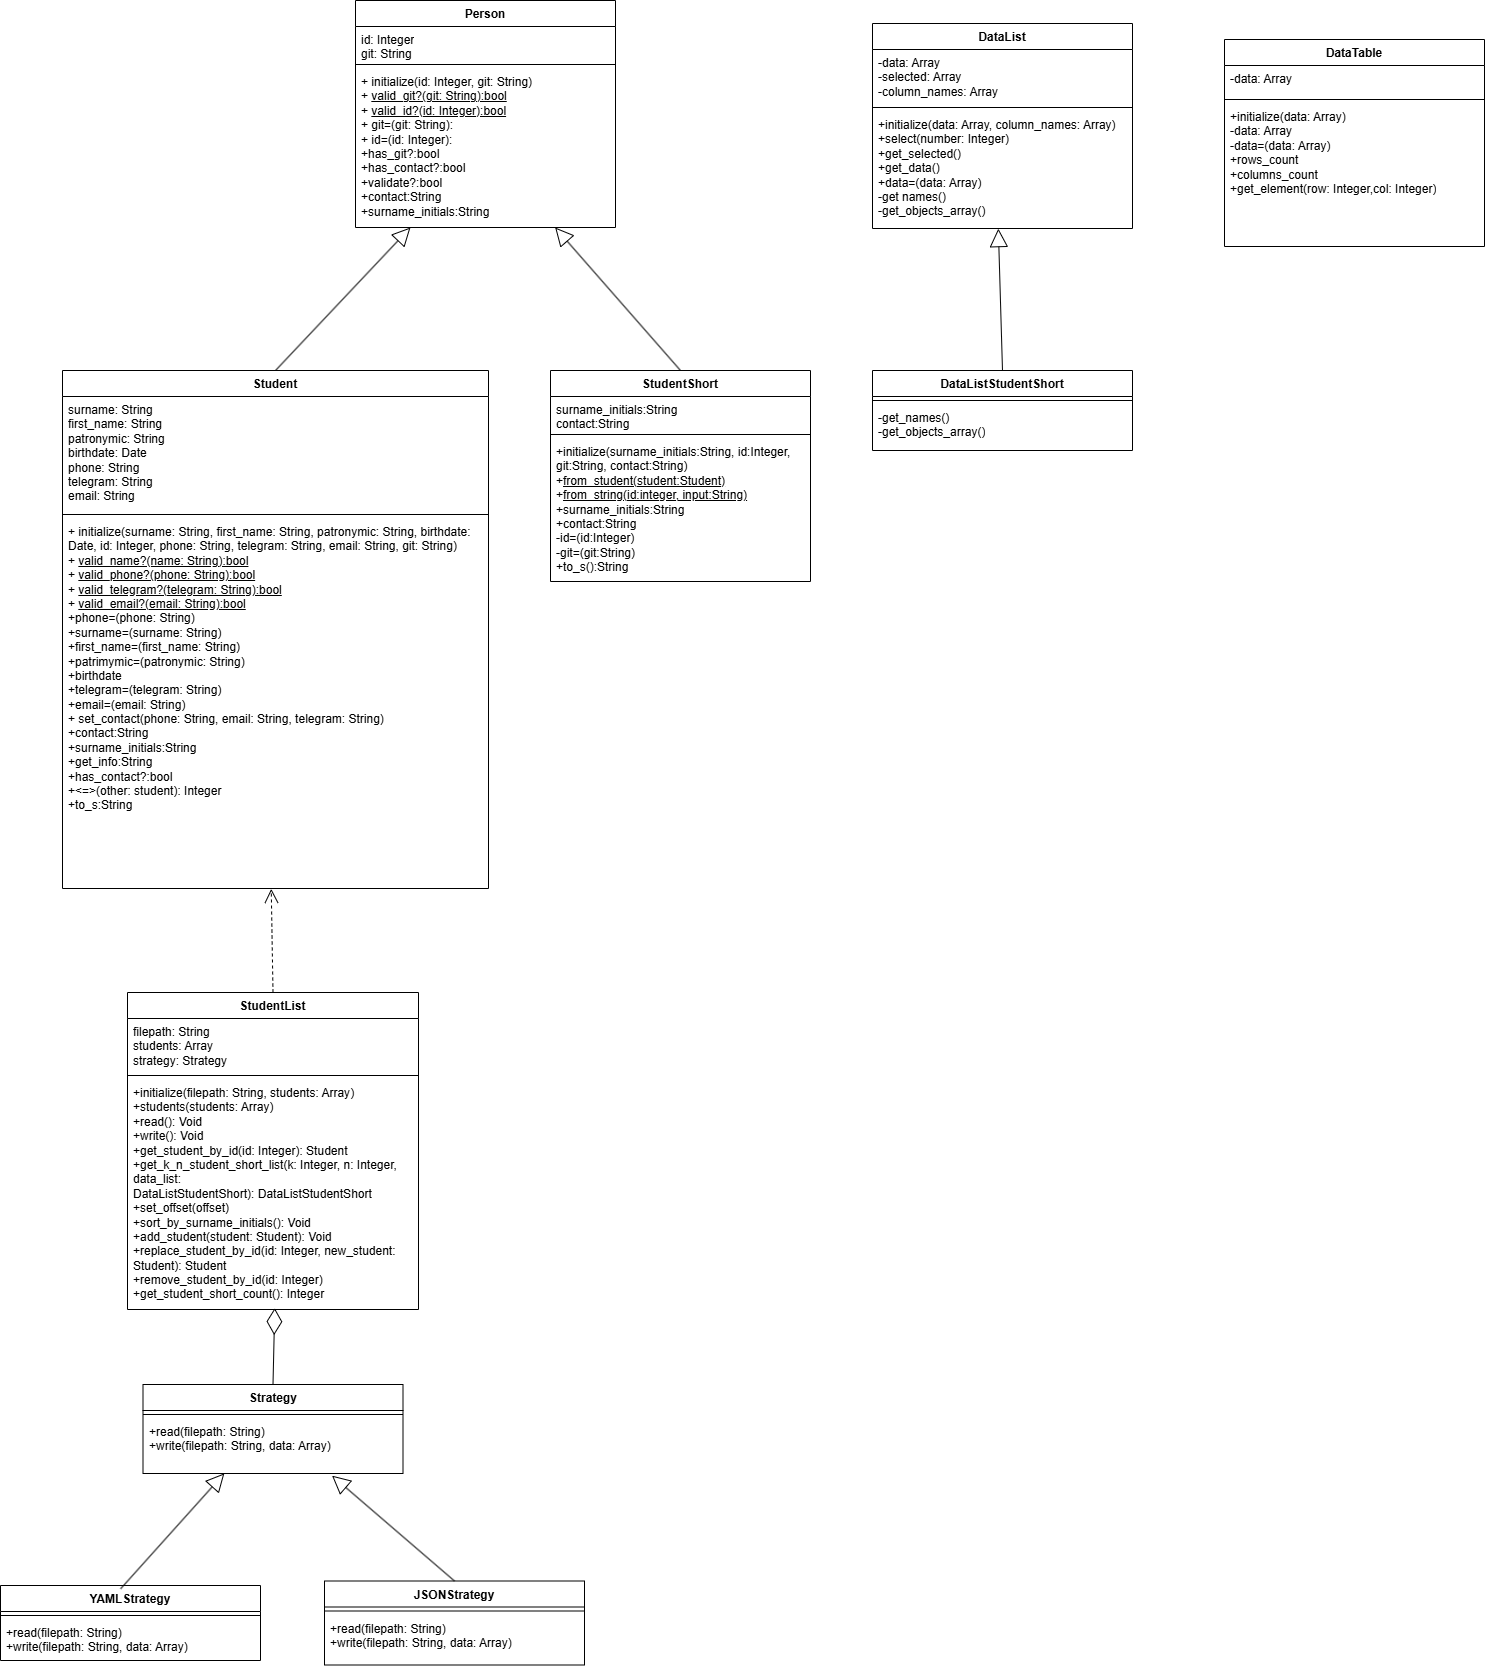 Person
id: Integer
git: String
+ initialize(id: Integer, git: String)
+ valid_git?(git: String):bool
+ valid_id?(id: Integer):bool
+ git=(git: String):
+ id=(id: Integer):
+has_git?:bool
+has_contact?:bool
+validate?:bool
+contact:String
+surname_initials:String
DataList
-data: Array
-selected: Array
-column_names: Array
+initialize(data: Array, column_names: Array)
+select(number: Integer)
+get_selected()
+get_data()
+data=(data: Array)
-get names()
-get_objects_array()
DataTable
-data: Array
+initialize(data: Array)
-data: Array
-data=(data: Array)
+rows_count
+columns_count
+get_element(row: Integer,col: Integer)
Student
surname: String
first_name: String
patronymic: String
birthdate: Date
phone: String
telegram: String
email: String
+ initialize(surname: String, first_name: String, patronymic: String, birthdate:
Date, id: Integer, phone: String, telegram: String, email: String, git: String)
+ valid_name?(name: String):bool
+ valid_phone?(phone: String):bool
+ valid_telegram?(telegram: String):bool
+ valid_email?(email: String):bool
+phone=(phone: String)
+surname=(surname: String)
+first_name=(first_name: String)
+patrimymic=(patronymic: String)
+birthdate
+telegram=(telegram: String)
+email=(email: String)
+ set_contact(phone: String, email: String, telegram: String)
+contact:String
+surname_initials:String
+get_info:String
+has_contact?:bool
+<=>(other: student): Integer
+to_s:String
StudentShort
surname_initials:String
contact:String
+initialize(surname_initials:String, id:Integer,
git:String, contact:String)
+from_student(student:Student)
+from_string(id:integer, input:String)
+surname_initials:String
+contact:String
-id=(id:Integer)
-git=(git:String)
+to_s():String
DataListStudentShort
-get_names()
-get_objects_array()
StudentList
filepath: String
students: Array
strategy: Strategy
+initialize(filepath: String, students: Array)
+students(students: Array)
+read(): Void
+write(): Void
+get_student_by_id(id: Integer): Student
+get_k_n_student_short_list(k: Integer, n: Integer,
data_list:
DataListStudentShort): DataListStudentShort
+set_offset(offset)
+sort_by_surname_initials(): Void
+add_student(student: Student): Void
+replace_student_by_id(id: Integer, new_student:
Student): Student
+remove_student_by_id(id: Integer)
+get_student_short_count(): Integer
Strategy
+read(filepath: String)
+write(filepath: String, data: Array)
YAMLStrategy
+read(filepath: String)
+write(filepath: String, data: Array)
JSONStrategy
+read(filepath: String)
+write(filepath: String, data: Array)